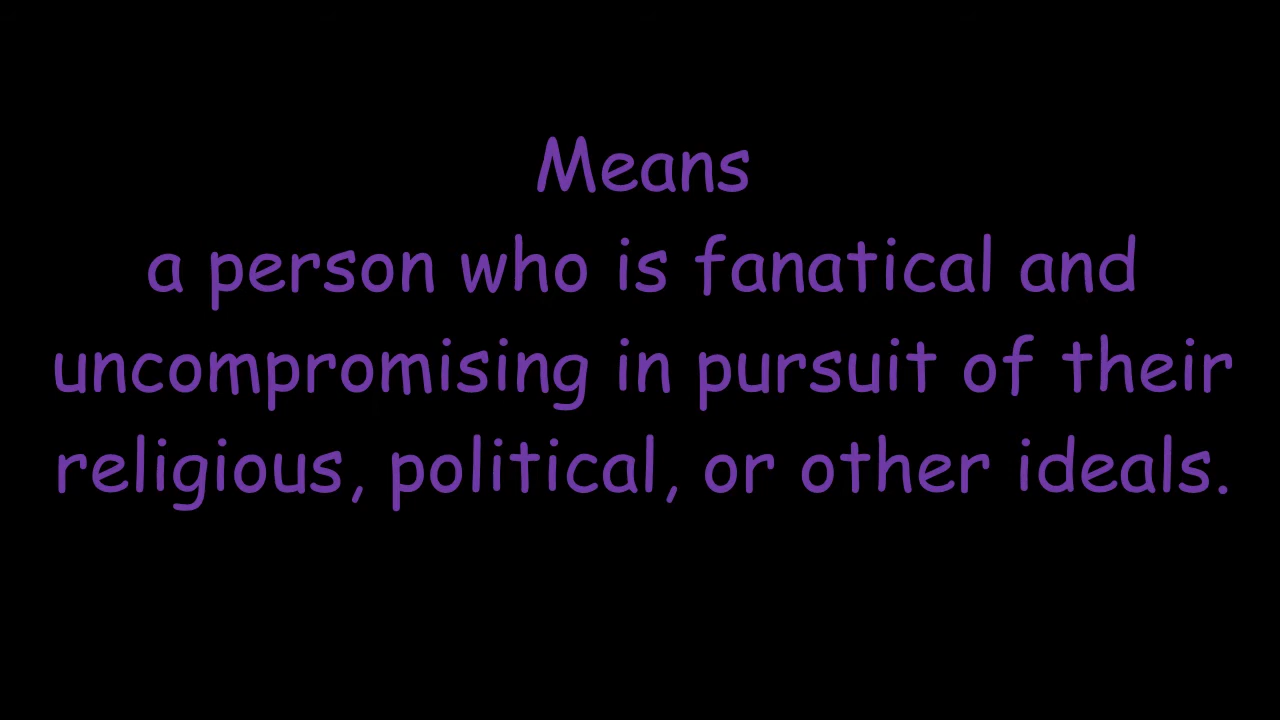 Means
a person who is fanatical and
uncompromising in pursuit of their
religious, political, or other ideals.